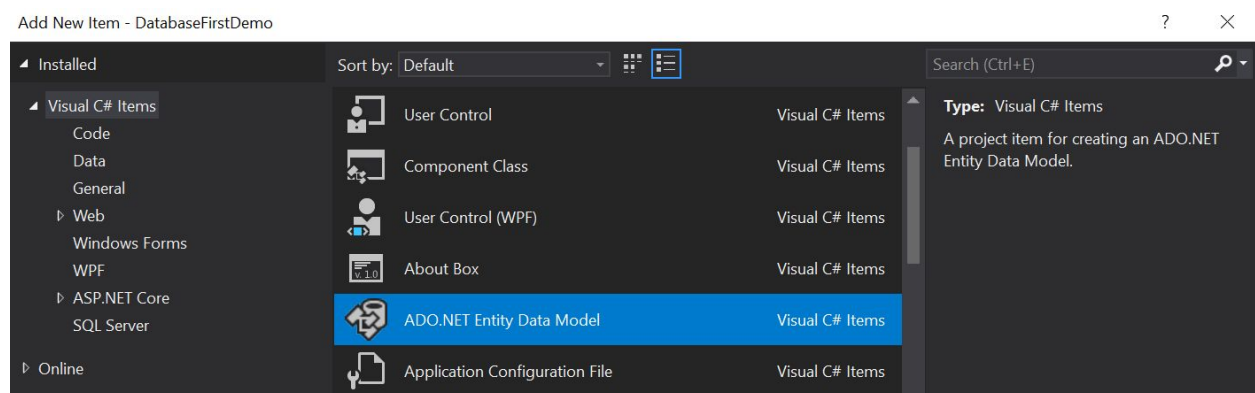 Add New Item - DatabaseFirstDemo
?
Installed
Sort by: Default
Search (Ctrl+E)
Visual C# Items
Code
Data
General
Web
Windows Forms
WPF
ASP.NET Core
SQL Server
Online
User Control Visual C# Items
Component Class Visual C# Items
User Control (WPF) Visual C# Items
v. 1.0
About Box Visual C# Items
ADO.NET Entity Data Model Visual C# Items
Application Configuration File Visual C# Items
Type: Visual C# Items
A project item for creating an ADO.NET
Entity Data Model.